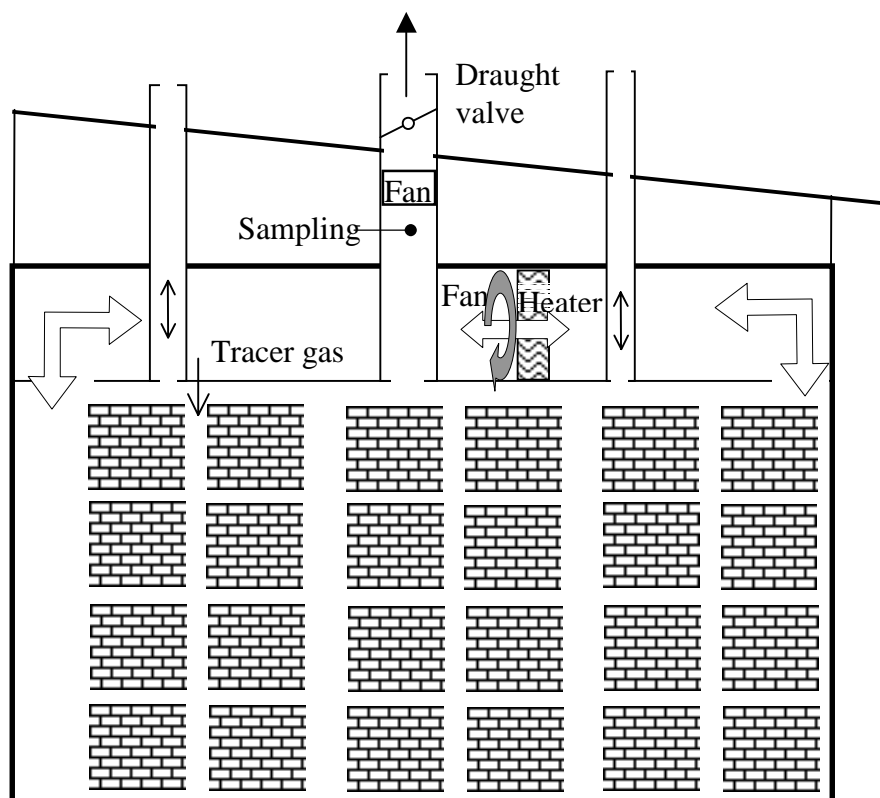 Draught
valve
Fan
Sampling
Fan
Heater
Tracer gas